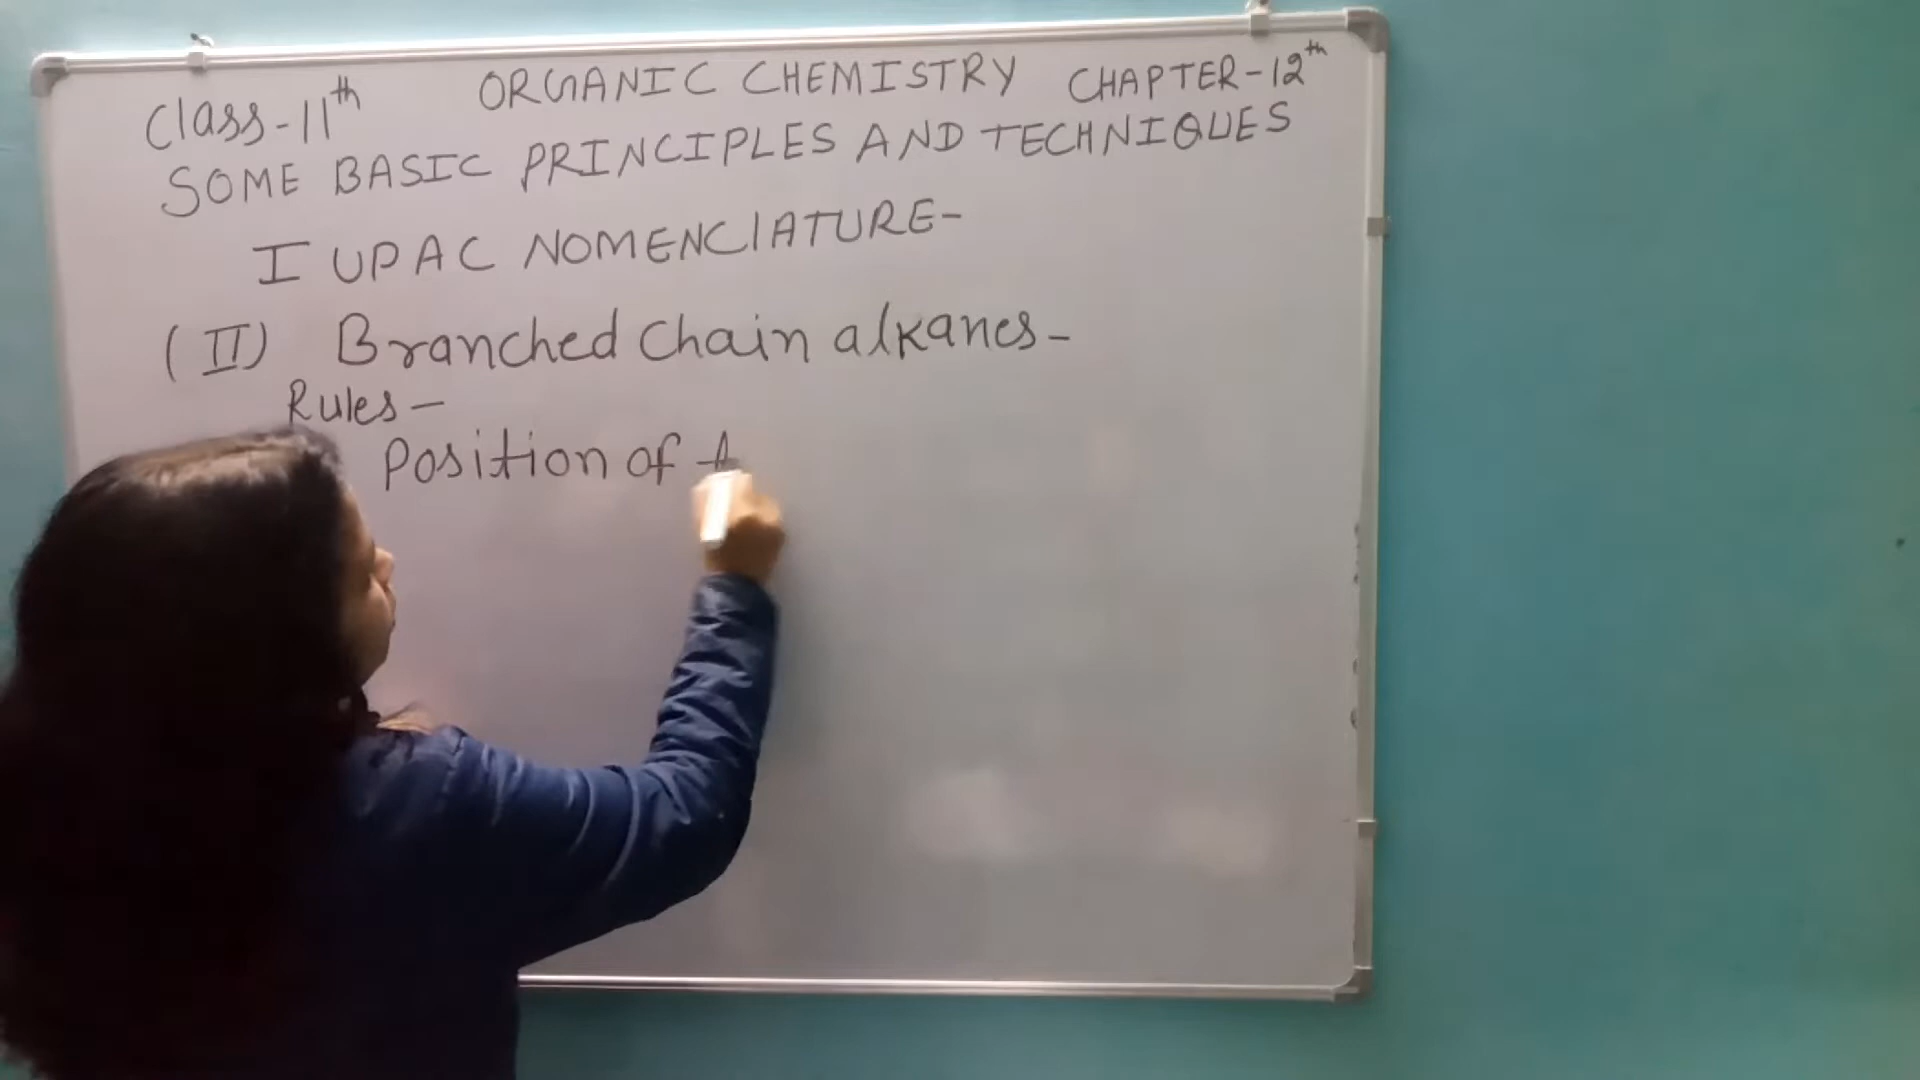 Class-11th ORGANIC CHEMISTRY CHAPTER-12th
SOME BASIC PRINCIPLES AND TECHNIQUES
IUPAC NOMENCLATURE-
(II) Branched chain alkanes-
Rules-
Position of